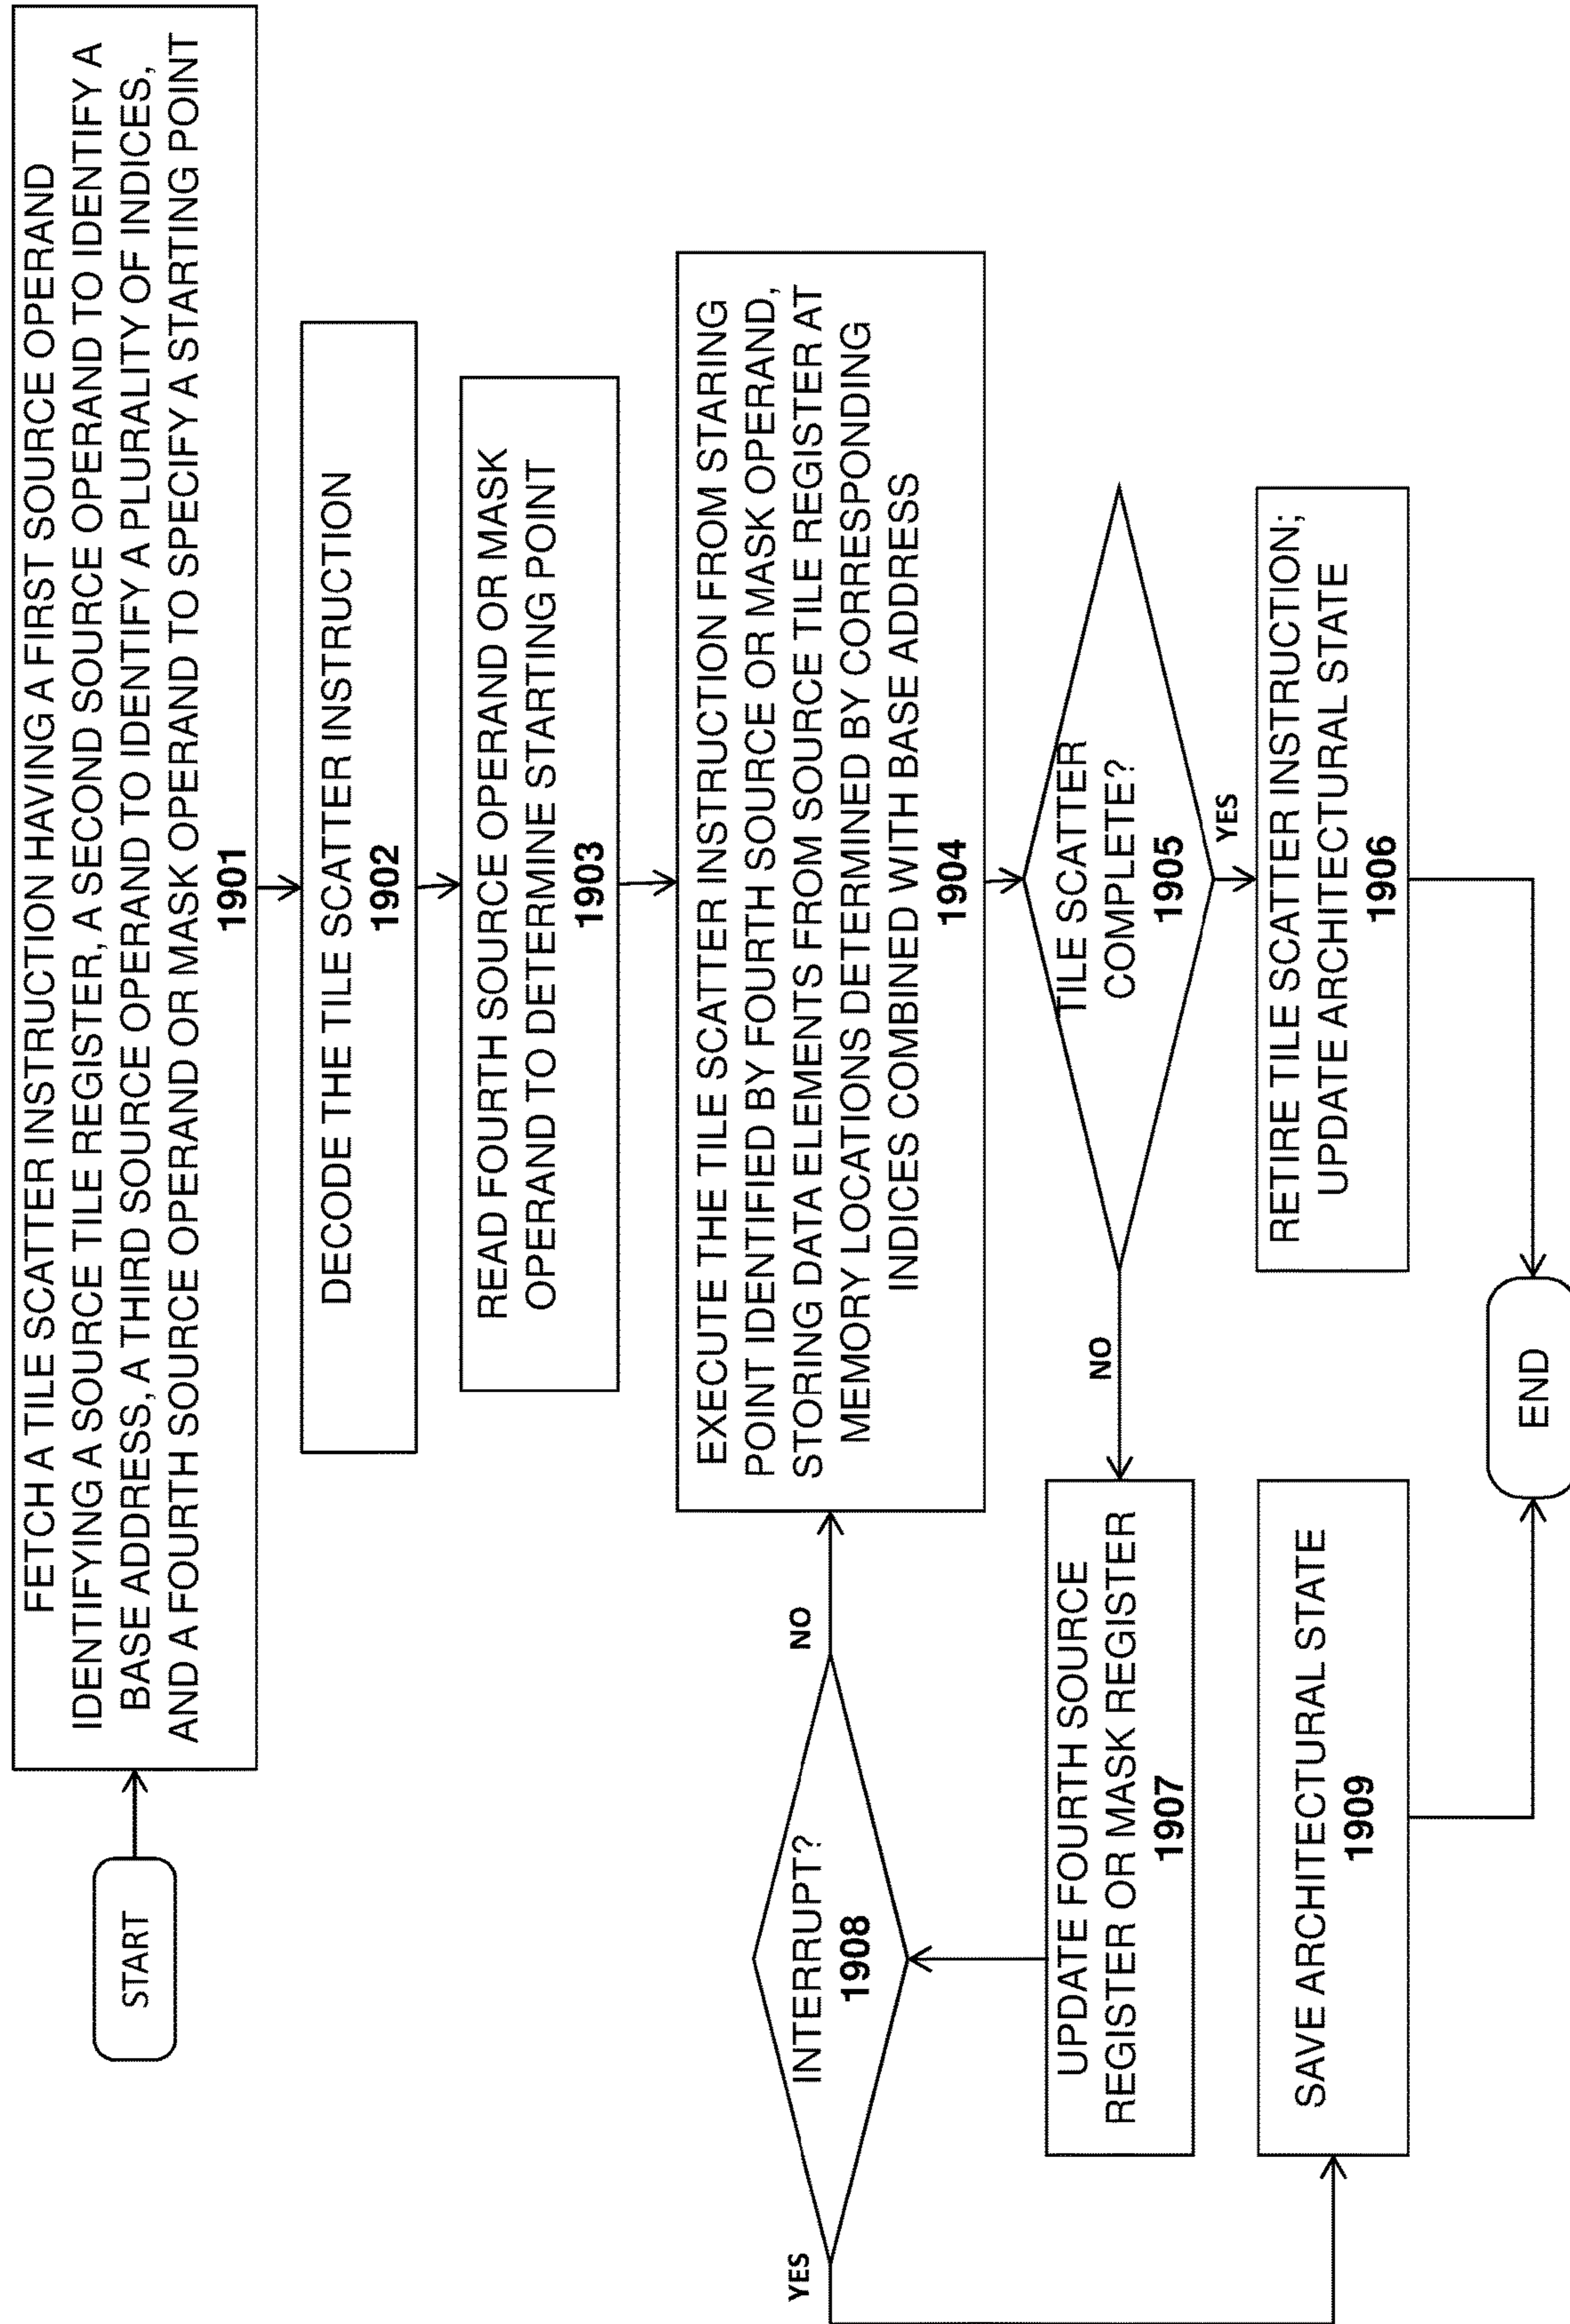 START
FETCH A TILE SCATTER INSTRUCTION HAVING A FIRST SOURCE OPERAND
IDENTIFYING A SOURCE TILE REGISTER, A SECOND SOURCE OPERAND TO IDENTIFY A
BASE ADDRESS, A THIRD SOURCE OPERAND TO IDENTIFY A PLURALITY OF INDICES,
AND A FOURTH SOURCE OPERAND OR MASK OPERAND TO SPECIFY A STARTING POINT
1901
DECODE THE TILE SCATTER INSTRUCTION
1902
READ FOURTH SOURCE OPERAND OR MASK
OPERAND TO DETERMINE STARTING POINT
1903
EXECUTE THE TILE SCATTER INSTRUCTION FROM STARING
POINT IDENTIFIED BY FOURTH SOURCE OR MASK OPERAND,
STORING DATA ELEMENTS FROM SOURCE TILE REGISTER AT
MEMORY LOCATIONS DETERMINED BY CORRESPONDING
INDICES COMBINED WITH BASE ADDRESS
1904
TILE SCATTER
COMPLETE?
1905
YES
RETIRE TILE SCATTER INSTRUCTION;
UPDATE ARCHITECTURAL STATE
1906
NO
UPDATE FOURTH SOURCE
REGISTER OR MASK REGISTER
1907
INTERRUPT?
1908
NO
YES
SAVE ARCHITECTURAL STATE
1909
END